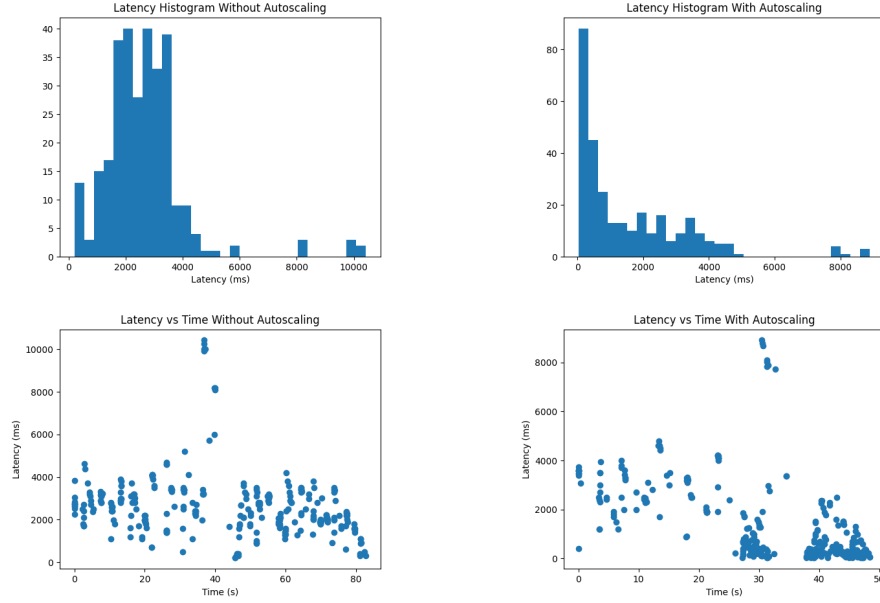 Latency Histogram Without Autoscaling
40
35
30
25
20
15
10
5
0
0 2000 4000 6000 8000 10000
Latency (ms)
Latency Histogram With Autoscaling
80
60
40
20
0
0 2000 4000 6000 8000
Latency (ms)
Latency vs Time Without Autoscaling
Latency (ms)
10000
8000
6000
4000
2000
0
0 20 40 60 80
Time (s)
Latency vs Time With Autoscaling
Latency (ms)
8000
6000
4000
2000
0
0 10 20 30 40 50
Time (s)